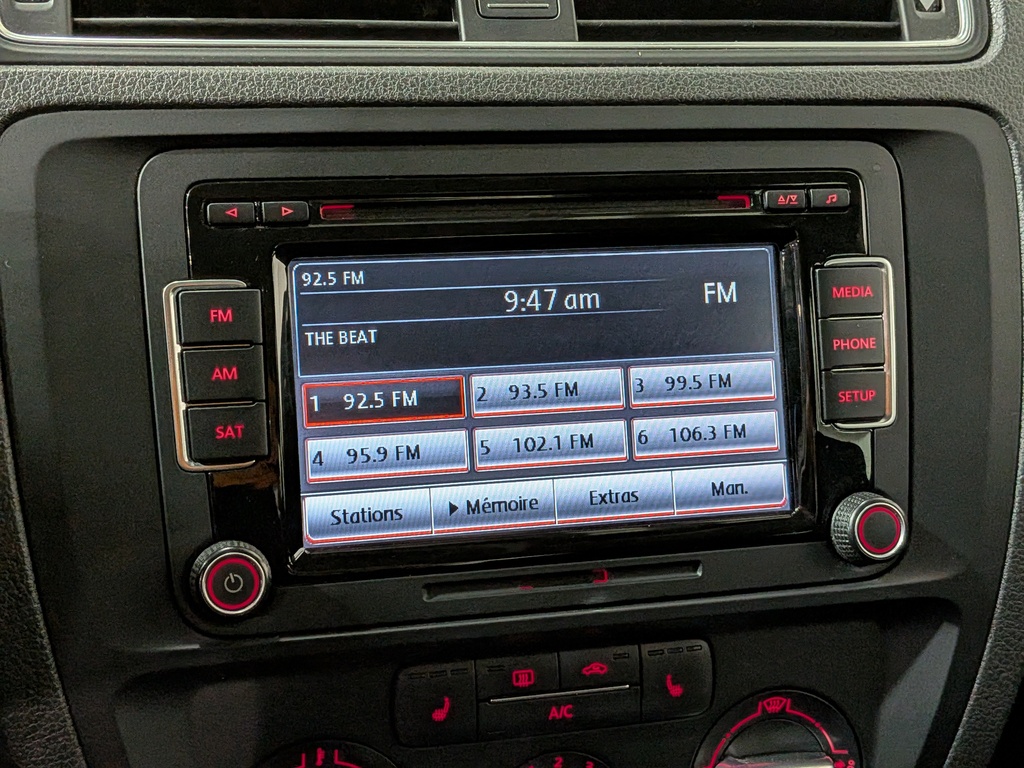 92.5 FM
9:47 am
FM
THE BEAT
1 92.5 FM
2 93.5 FM
3 99.5 FM
4 95.9 FM
5 102.1 FM
6 106.3 FM
Stations
Mémoire
Extras
Man.
FM
AM
SAT
MEDIA
PHONE
SETUP
A/C